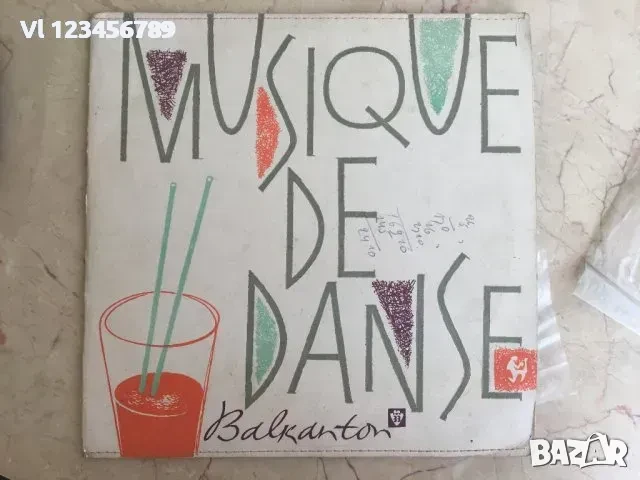 Vl 123456789
MUSIQUE
DE
DANSE
Balkanton
BAZAR